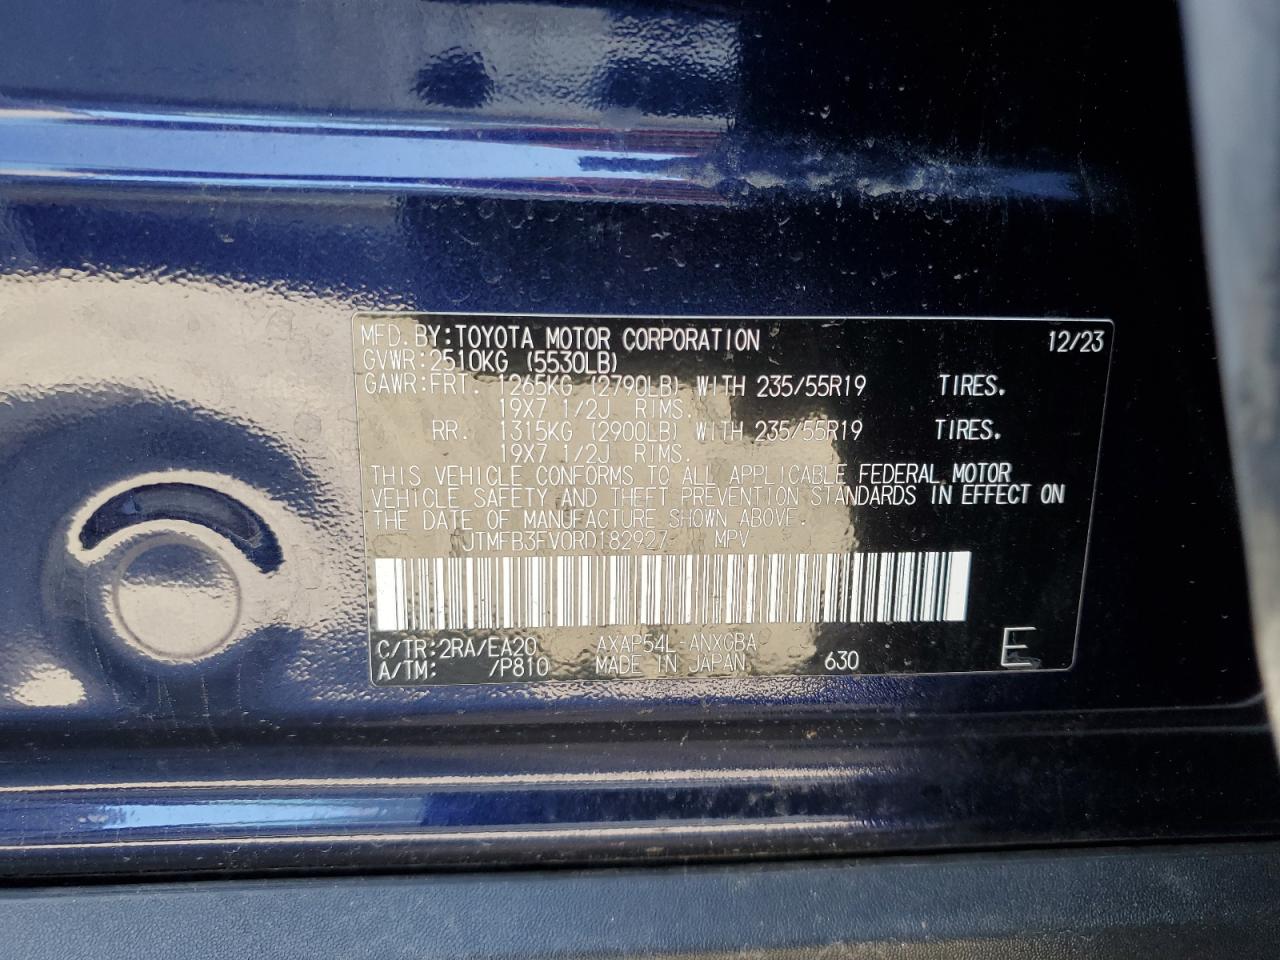 MFD. BY: TOYOTA MOTOR CORPORATION 12/23
GVWR: 2510KG (5530LB)
GAWR: FRT. 1265KG (2790LB) WITH 235/55R19 TIRES.
19X7 1/2J RIMS.
RR. 1315KG (2900LB) WITH 235/55R19 TIRES.
19X7 1/2J RIMS.
THIS VEHICLE CONFORMS TO ALL APPLICABLE FEDERAL MOTOR
VEHICLE SAFETY AND THEFT PREVENTION STANDARDS IN EFFECT ON
THE DATE OF MANUFACTURE SHOWN ABOVE.
JTMFB3FV0RD182927 MPV
C/TR: 2RA/EA20 AXAP54L-ANXGBA
A/TM: /P810 MADE IN JAPAN 630 E